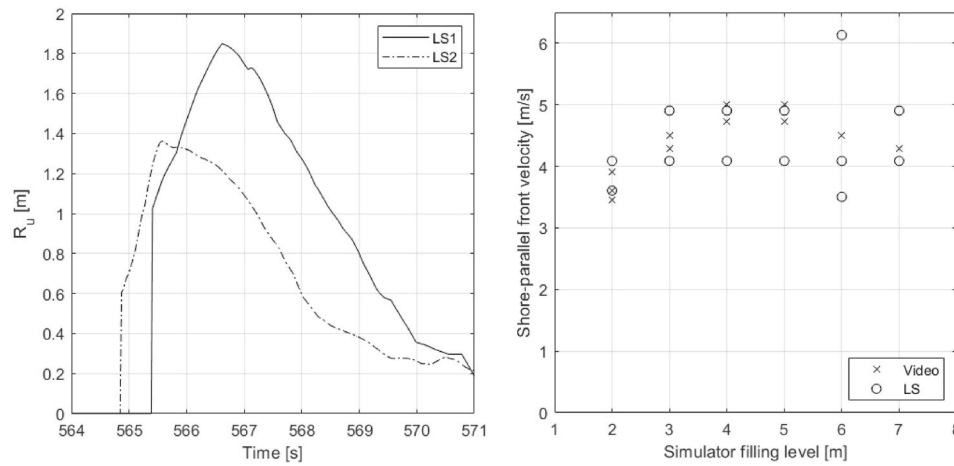 2
1.8
1.6
1.4
1.2
1
0.8
0.6
0.4
0.2
0
R_u [m]
564 565 566 567 568 569 570 571
Time [s]
LS1
LS2
6
5
4
3
2
1
0
Shore-parallel front velocity [m/s]
1 2 3 4 5 6 7 8
Simulator filling level [m]
Video
LS